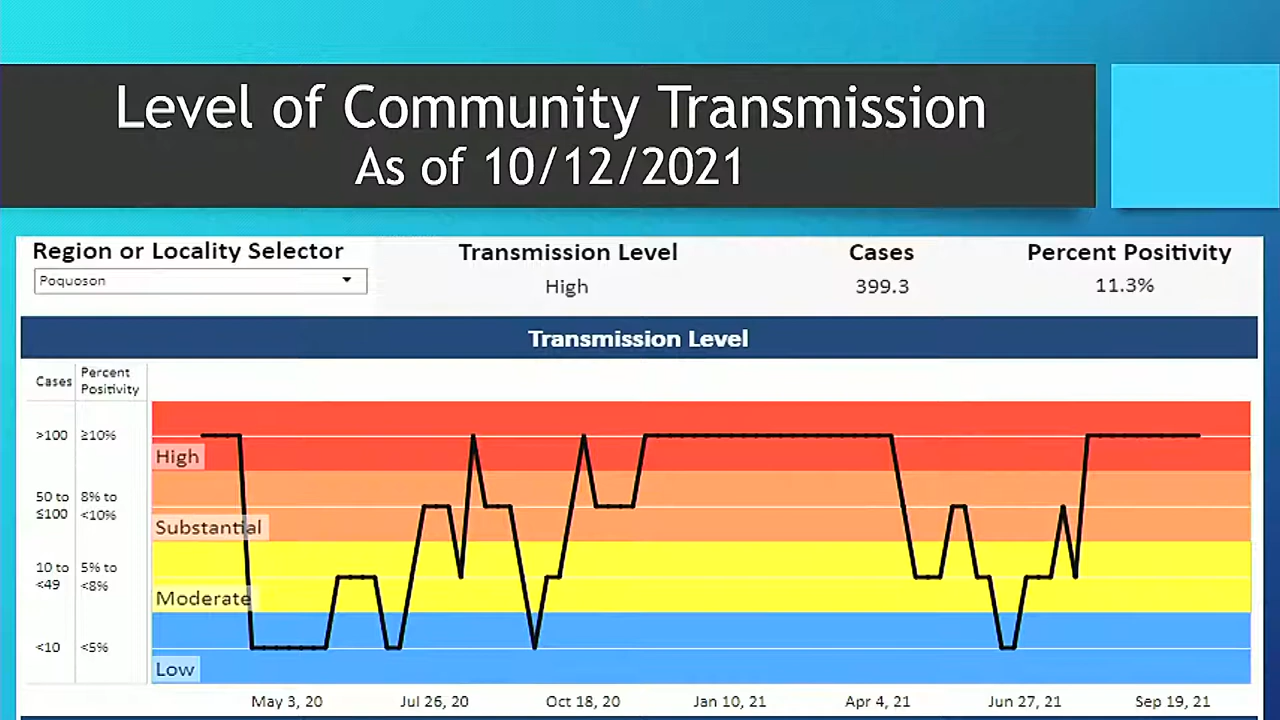 Level of Community Transmission
As of 10/12/2021
Region or Locality Selector
Poquoson
Transmission Level
High
Cases
399.3
Percent Positivity
11.3%
Transmission Level
Cases
Percent
Positivity
>100 ≥10%
High
50 to 8% to
≤100 <10%
Substantial
10 to 5% to
<49 <8%
Moderate
<10 <5%
Low
May 3, 20 Jul 26, 20 Oct 18, 20 Jan 10, 21 Apr 4, 21 Jun 27, 21 Sep 19, 21